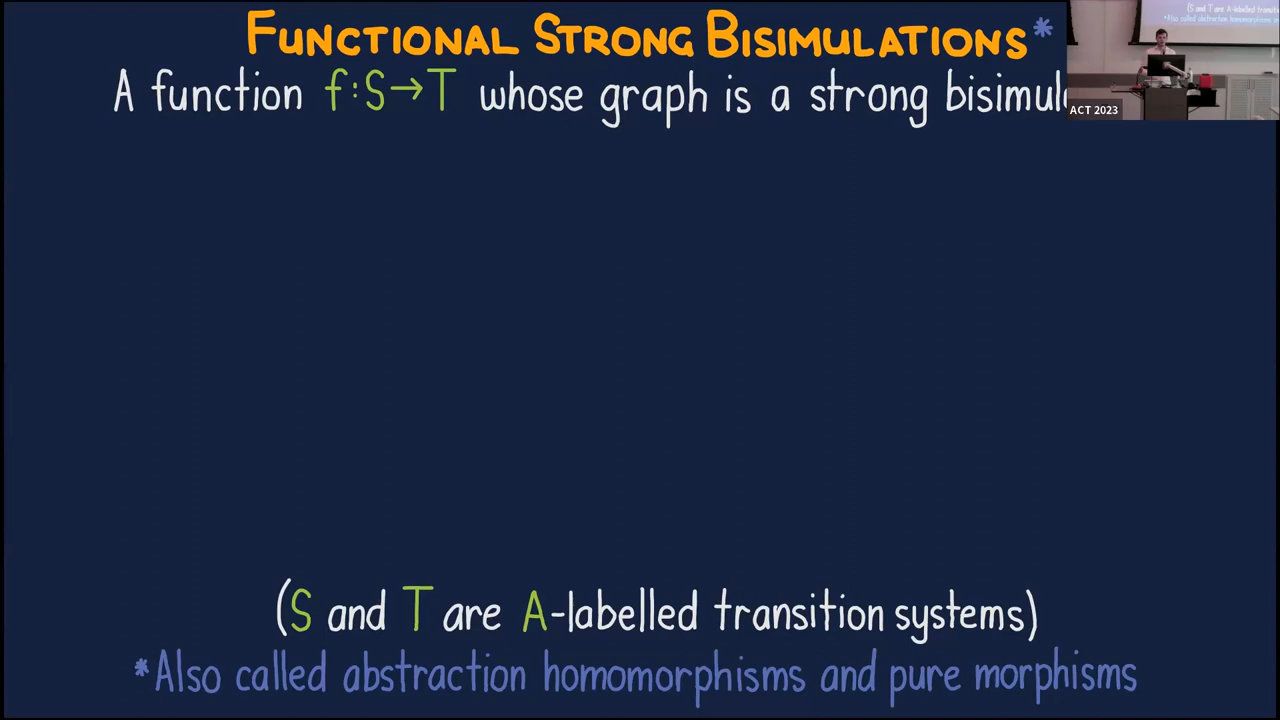 FUNCTIONAL STRONG BISIMULATIONS*
A function f:S→T whose graph is a strong
ACT 2023
(S and T are A-labelled transition systems)
*Also called abstraction homomorphisms and pure morphisms